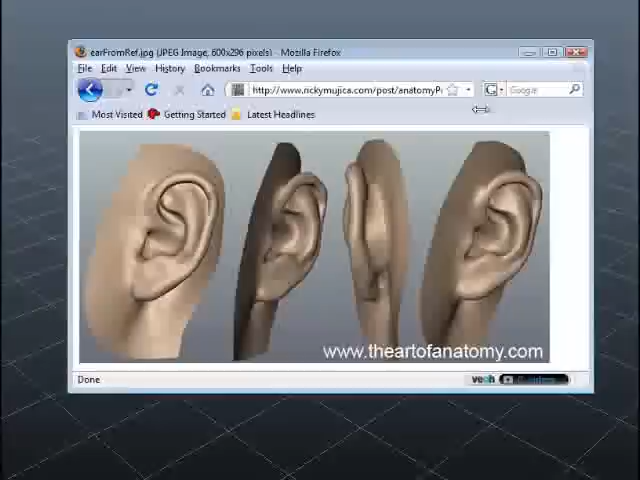 earFromRef.jpg (JPEG Image, 600x296 pixels) - Mozilla Firefox
File Edit View History Bookmarks Tools Help
http://www.rickymujica.com/post/anatomyP
Google
Most Visited Getting Started Latest Headlines
www.theartofanatomy.com
Done
veoh